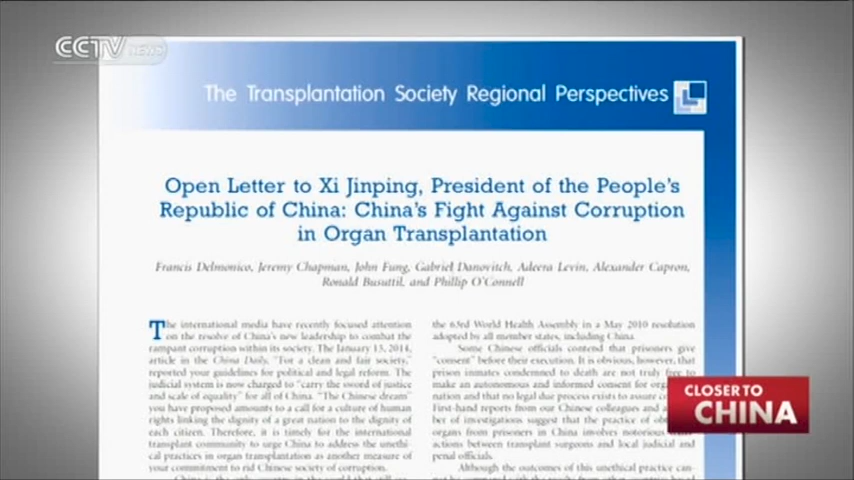 CCTV NEWS
The Transplantation Society Regional Perspectives
Open Letter to Xi Jinping, President of the People's
Republic of China: China's Fight Against Corruption
in Organ Transplantation
Francis Delmonico, Jeremy Chapman, John Fung, Gabriel Danovitch, Adeera Levin, Alexander Capron,
Ronald Busuttil, and Phillip O'Connell
The international media have recently focused attention
on the resolve of China's new leadership to combat the
rampant corruption within its society. The January 13, 2014,
article in the China Daily, "For a clean and fair society,"
reported your guidelines for political and legal reform. The
judicial system is now charged to "carry the sword of justice
and scale of equality" for all of China. "The Chinese dream"
you have proposed amounts to a call for a culture of human
rights linking the dignity of a great nation to the dignity of
each citizen. Therefore, it is timely for the international
transplant community to urge China to address the unethi-
cal practices in organ transplantation as another measure of
your commitment to rid Chinese society of corruption.
China is the only country in the world that still
the 63rd World Health Assembly in a May 2010 resolution
adopted by all member states, including China.
Some Chinese officials contend that prisoners give
"consent" before their execution. It is obvious, however, that
prison inmates condemned to death are not truly free to
make an autonomous and informed consent for
nation and that no legal due process exists to assure
First-hand reports from our Chinese colleagues and a
ber of investigations suggest that the practice of
organs from prisoners in China involves notorious
actions between transplant surgeons and local judicial and
penal officials.
Although the outcomes of this unethical practice can-
CLOSER TO
CHINA